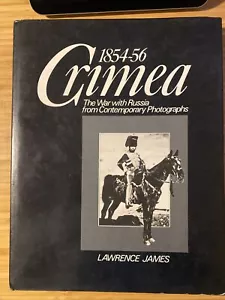 1854-56
Crimea
The War with Russia
from Contemporary Photographs
LAWRENCE JAMES